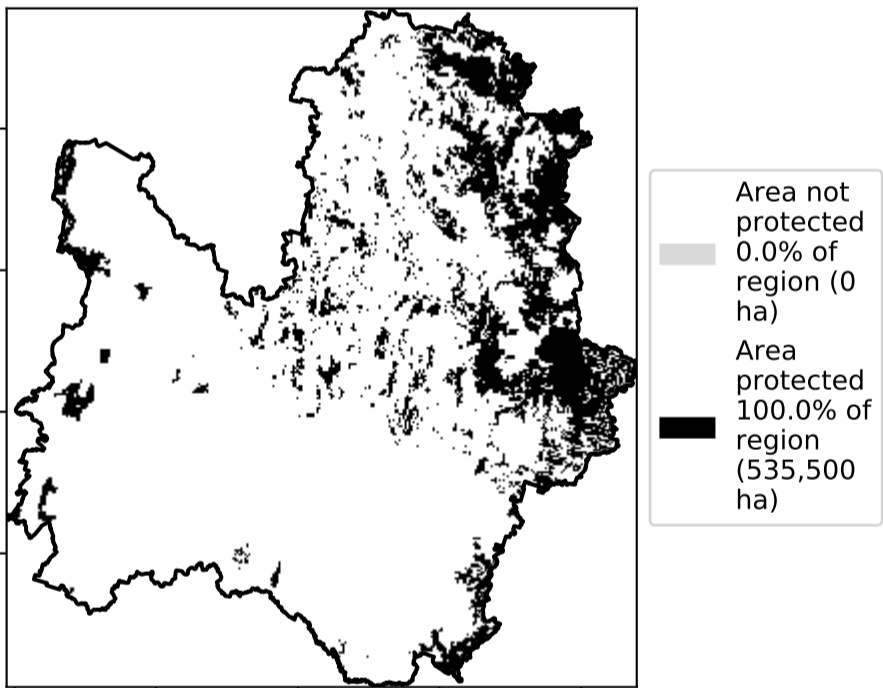 Area not
protected
0.0% of
region (0
ha)
Area
protected
100.0% of
region
(535,500
ha)